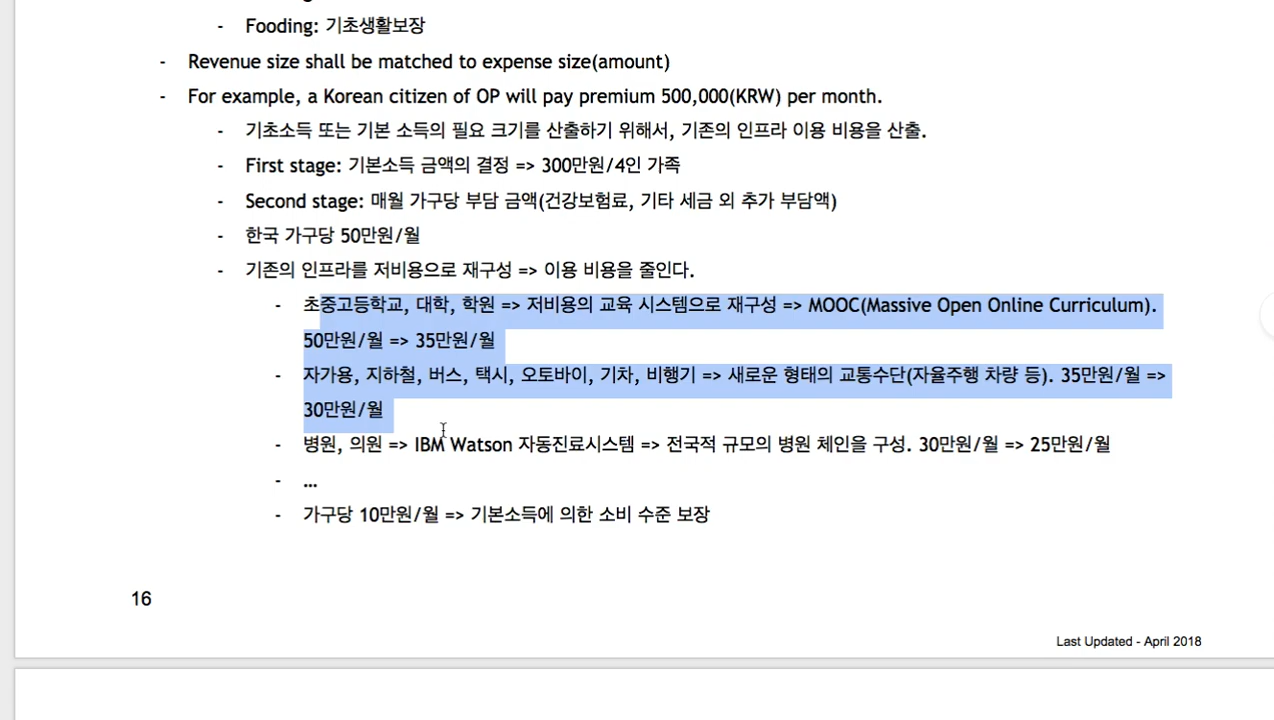 - Fooding: 기초생활보장
- Revenue size shall be matched to expense size(amount)
- For example, a Korean citizen of OP will pay premium 500,000(KRW) per month.
- 기초소득 또는 기본 소득의 필요 크기를 산출하기 위해서, 기존의 인프라 이용 비용을 산출.
- First stage: 기본소득 금액의 결정 => 300만원/4인 가족
- Second stage: 매월 가구당 부담 금액(건강보험료, 기타 세금 외 추가 부담액)
- 한국 가구당 50만원/월
- 기존의 인프라를 저비용으로 재구성 => 이용 비용을 줄인다.
- 초중고등학교, 대학, 학원 => 저비용의 교육 시스템으로 재구성 => MOOC(Massive Open Online Curriculum).
50만원/월 => 35만원/월
- 자가용, 지하철, 버스, 택시, 오토바이, 기차, 비행기 => 새로운 형태의 교통수단(자율주행 차량 등). 35만원/월 =>
30만원/월
- 병원, 의원 => IBM Watson 자동진료시스템 => 전국적 규모의 병원 체인을 구성. 30만원/월 => 25만원/월
- ...
- 가구당 10만원/월 => 기본소득에 의한 소비 수준 보장
16
Last Updated - April 2018